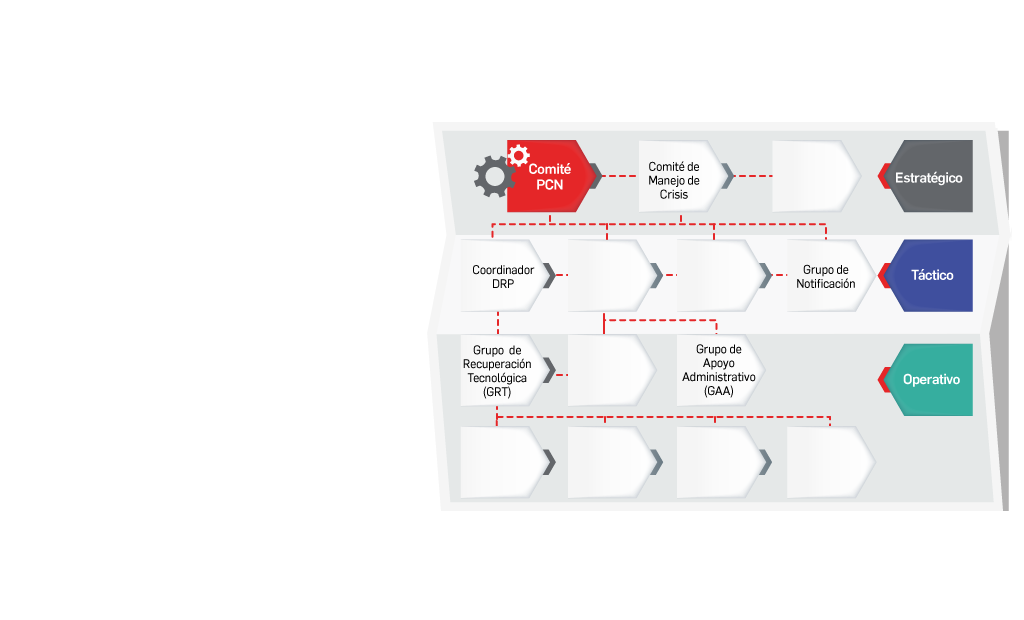 Comité
PCN
Comité de
Manejo de
Crisis
Estratégico
Coordinador
DRP
Grupo de
Notificación
Táctico
Grupo de
Recuperación
Tecnológica
(GRT)
Grupo de
Apoyo
Administrativo
(GAA)
Operativo